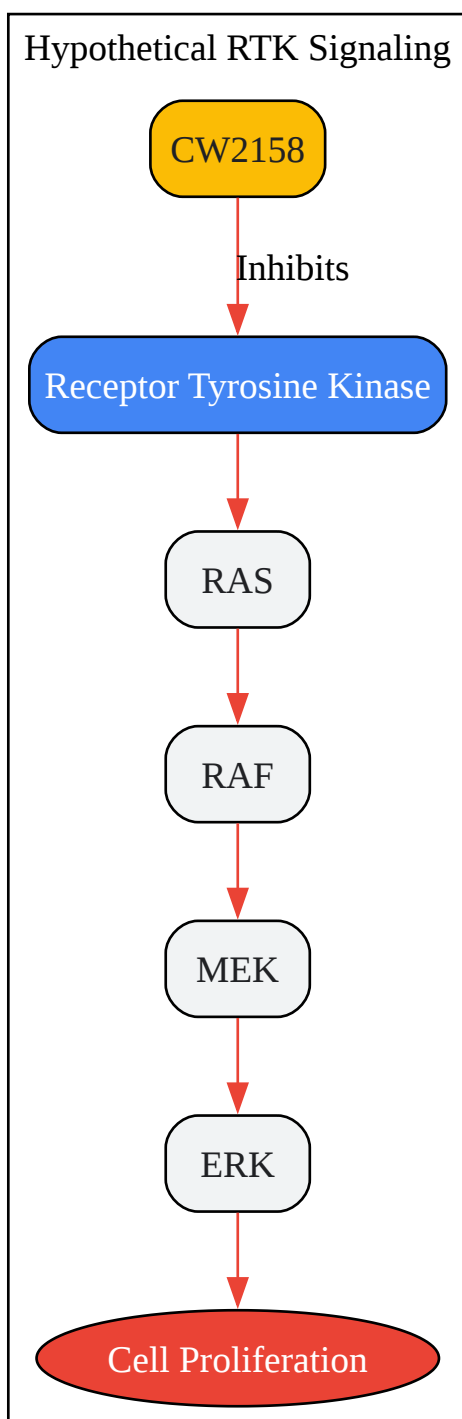 Hypothetical RTK Signaling
CW2158
Inhibits
Receptor Tyrosine Kinase
RAS
RAF
MEK
ERK
Cell Proliferation